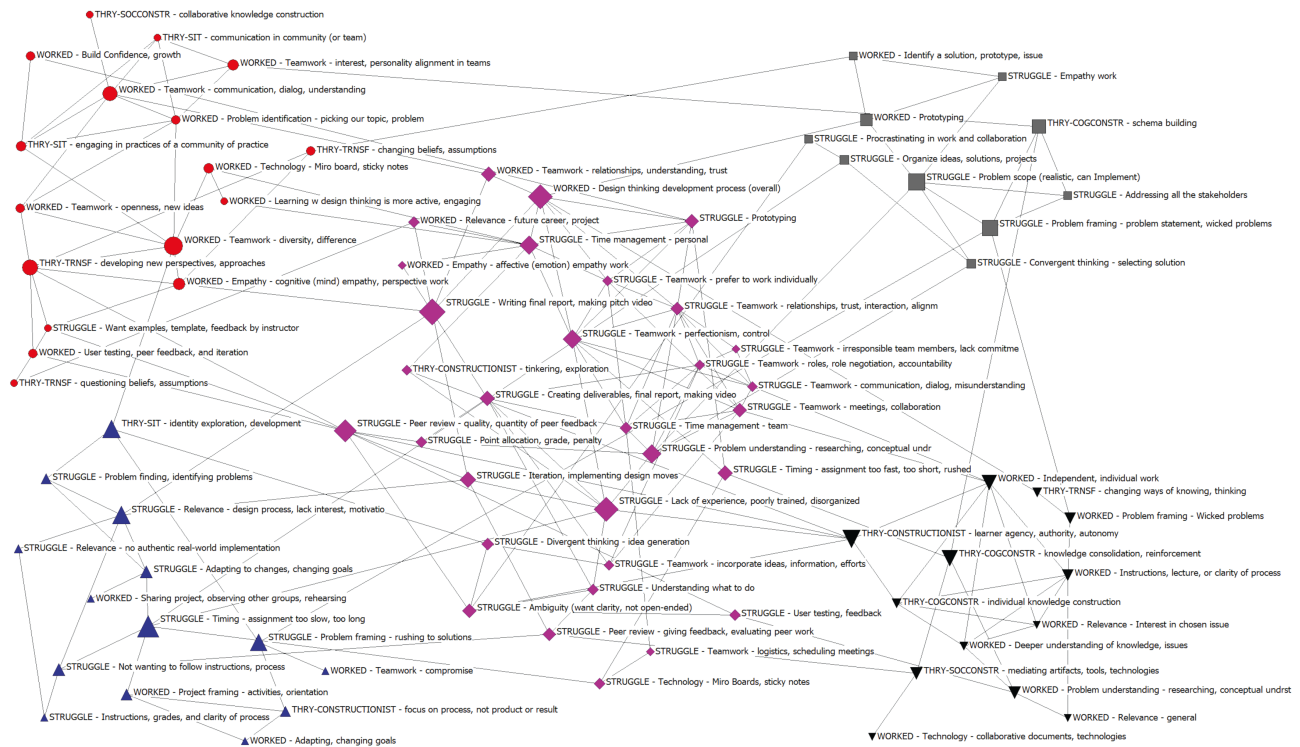 THRY-SOCCONSTR - collaborative knowledge construction
THRY-SIT - communication in community (or team)
WORKED - Build Confidence, growth
WORKED - Teamwork - interest, personality alignment in teams
WORKED - Teamwork - communication, dialog, understanding
WORKED - Problem identification - picking our topic, problem
THRY-SIT - engaging in practices of a community of practice
THRY-TRNSF - changing beliefs, assumptions
WORKED - Technology - Miro board, sticky notes
WORKED - Learning w design thinking is more active, engaging
WORKED - Teamwork - openness, new ideas
WORKED - Teamwork - diversity, difference
THRY-TRNSF - developing new perspectives, approaches
WORKED - Empathy - cognitive (mind) empathy, perspective work
STRUGGLE - Want examples, template, feedback by instructor
WORKED - User testing, peer feedback, and iteration
THRY-TRNSF - questioning beliefs, assumptions
WORKED - Identify a solution, prototype, issue
STRUGGLE - Empathy work
WORKED - Prototyping
THRY-COGCONSTR - schema building
STRUGGLE - Procrastinating in work and collaboration
STRUGGLE - Organize ideas, solutions, projects
STRUGGLE - Problem scope (realistic, can Implement)
STRUGGLE - Addressing all the stakeholders
STRUGGLE - Problem framing - problem statement, wicked problems
STRUGGLE - Convergent thinking - selecting solution
WORKED - Teamwork - relationships, understanding, trust
WORKED - Design thinking development process (overall)
WORKED - Relevance - future career, project
STRUGGLE - Prototyping
STRUGGLE - Time management - personal
WORKED - Empathy - affective (emotion) empathy work
STRUGGLE - Teamwork - prefer to work individually
STRUGGLE - Writing final report, making pitch video
STRUGGLE - Teamwork - relationships, trust, interaction, alignm
STRUGGLE - Teamwork - perfectionism, control
STRUGGLE - Teamwork - irresponsible team members, lack commitme
STRUGGLE - Teamwork - roles, role negotiation, accountability
THRY-CONSTRUCTIONIST - tinkering, exploration
STRUGGLE - Teamwork - communication, dialog, misunderstanding
STRUGGLE - Creating deliverables, final report, making video
STRUGGLE - Teamwork - meetings, collaboration
STRUGGLE - Peer review - quality, quantity of peer feedback
STRUGGLE - Time management - team
STRUGGLE - Point allocation, grade, penalty
STRUGGLE - Problem understanding - researching, conceptual undr
STRUGGLE - Iteration, implementing design moves
STRUGGLE - Timing - assignment too fast, too short, rushed
STRUGGLE - Lack of experience, poorly trained, disorganized
STRUGGLE - Divergent thinking - idea generation
STRUGGLE - Teamwork - incorporate ideas, information, efforts
STRUGGLE - Understanding what to do
STRUGGLE - Ambiguity (want clarity, not open-ended)
STRUGGLE - User testing, feedback
STRUGGLE - Peer review - giving feedback, evaluating peer work
STRUGGLE - Teamwork - logistics, scheduling meetings
STRUGGLE - Technology - Miro Boards, sticky notes
THRY-SIT - identity exploration, development
STRUGGLE - Problem finding, identifying problems
STRUGGLE - Relevance - design process, lack interest, motivatio
STRUGGLE - Relevance - no authentic real-world implementation
STRUGGLE - Adapting to changes, changing goals
WORKED - Sharing project, observing other groups, rehearsing
STRUGGLE - Timing - assignment too slow, too long
STRUGGLE - Problem framing - rushing to solutions
STRUGGLE - Not wanting to follow instructions, process
WORKED - Teamwork - compromise
WORKED - Project framing - activities, orientation
THRY-CONSTRUCTIONIST - focus on process, not product or result
STRUGGLE - Instructions, grades, and clarity of process
WORKED - Adapting, changing goals
WORKED - Independent, individual work
THRY-TRNSF - changing ways of knowing, thinking
WORKED - Problem framing - Wicked problems
THRY-CONSTRUCTIONIST - learner agency, authority, autonomy
THRY-COGCONSTR - knowledge consolidation, reinforcement
WORKED - Instructions, lecture, or clarity of process
THRY-COGCONSTR - individual knowledge construction
WORKED - Relevance - Interest in chosen issue
WORKED - Deeper understanding of knowledge, issues
THRY-SOCCONSTR - mediating artifacts, tools, technologies
WORKED - Problem understanding - researching, conceptual undrst
WORKED - Relevance - general
WORKED - Technology - collaborative documents, technologies